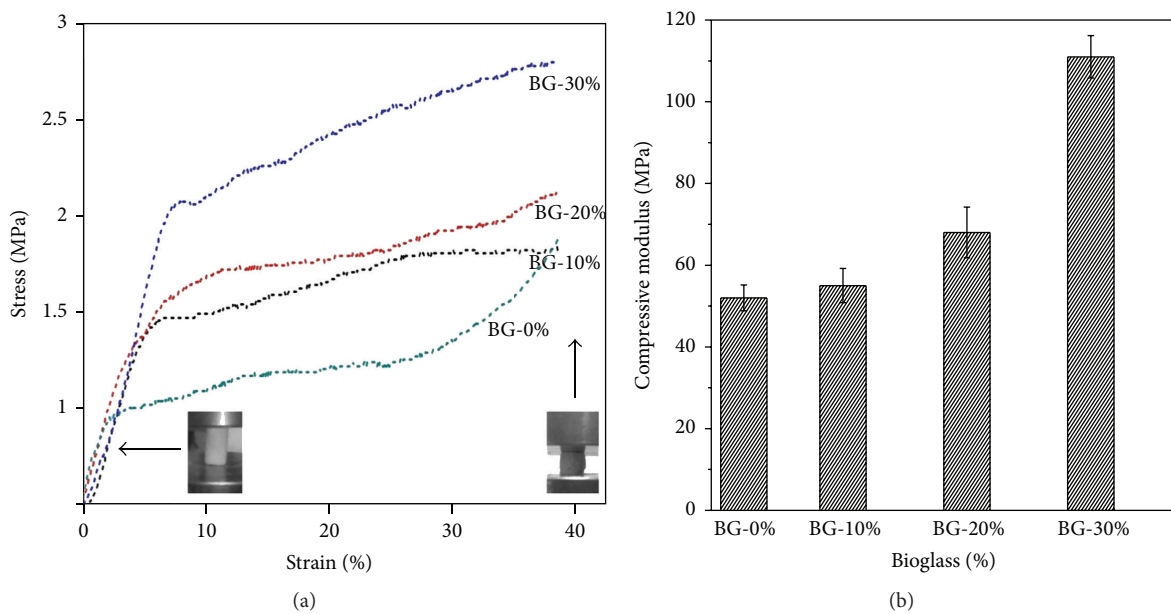 3
2.5
2
1.5
1
0
10
20
30
40
Stress (MPa)
Strain (%)
BG-30%
BG-20%
BG-10%
BG-0%
(a)
120
100
80
60
40
20
0
Compressive modulus (MPa)
BG-0%
BG-10%
BG-20%
BG-30%
Bioglass (%)
(b)